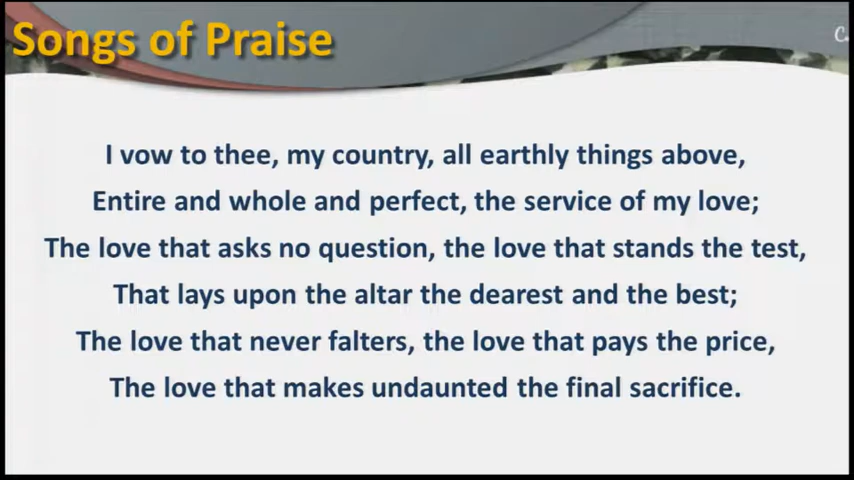 Songs of Praise
I vow to thee, my country, all earthly things above,
Entire and whole and perfect, the service of my love;
The love that asks no question, the love that stands the test,
That lays upon the altar the dearest and the best;
The love that never falters, the love that pays the price,
The love that makes undaunted the final sacrifice.